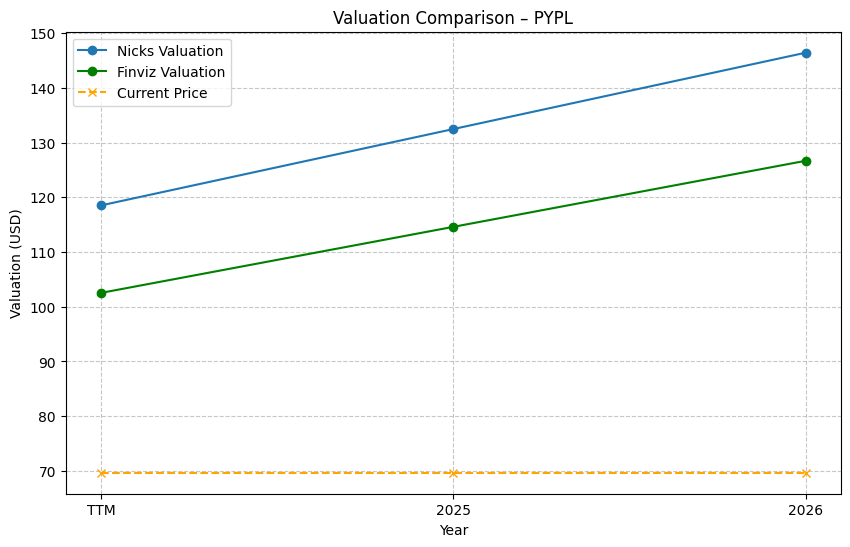 Valuation Comparison – PYPL
Nicks Valuation
Finviz Valuation
Current Price
Valuation (USD)
150
140
130
120
110
100
90
80
70
TTM
2025
2026
Year